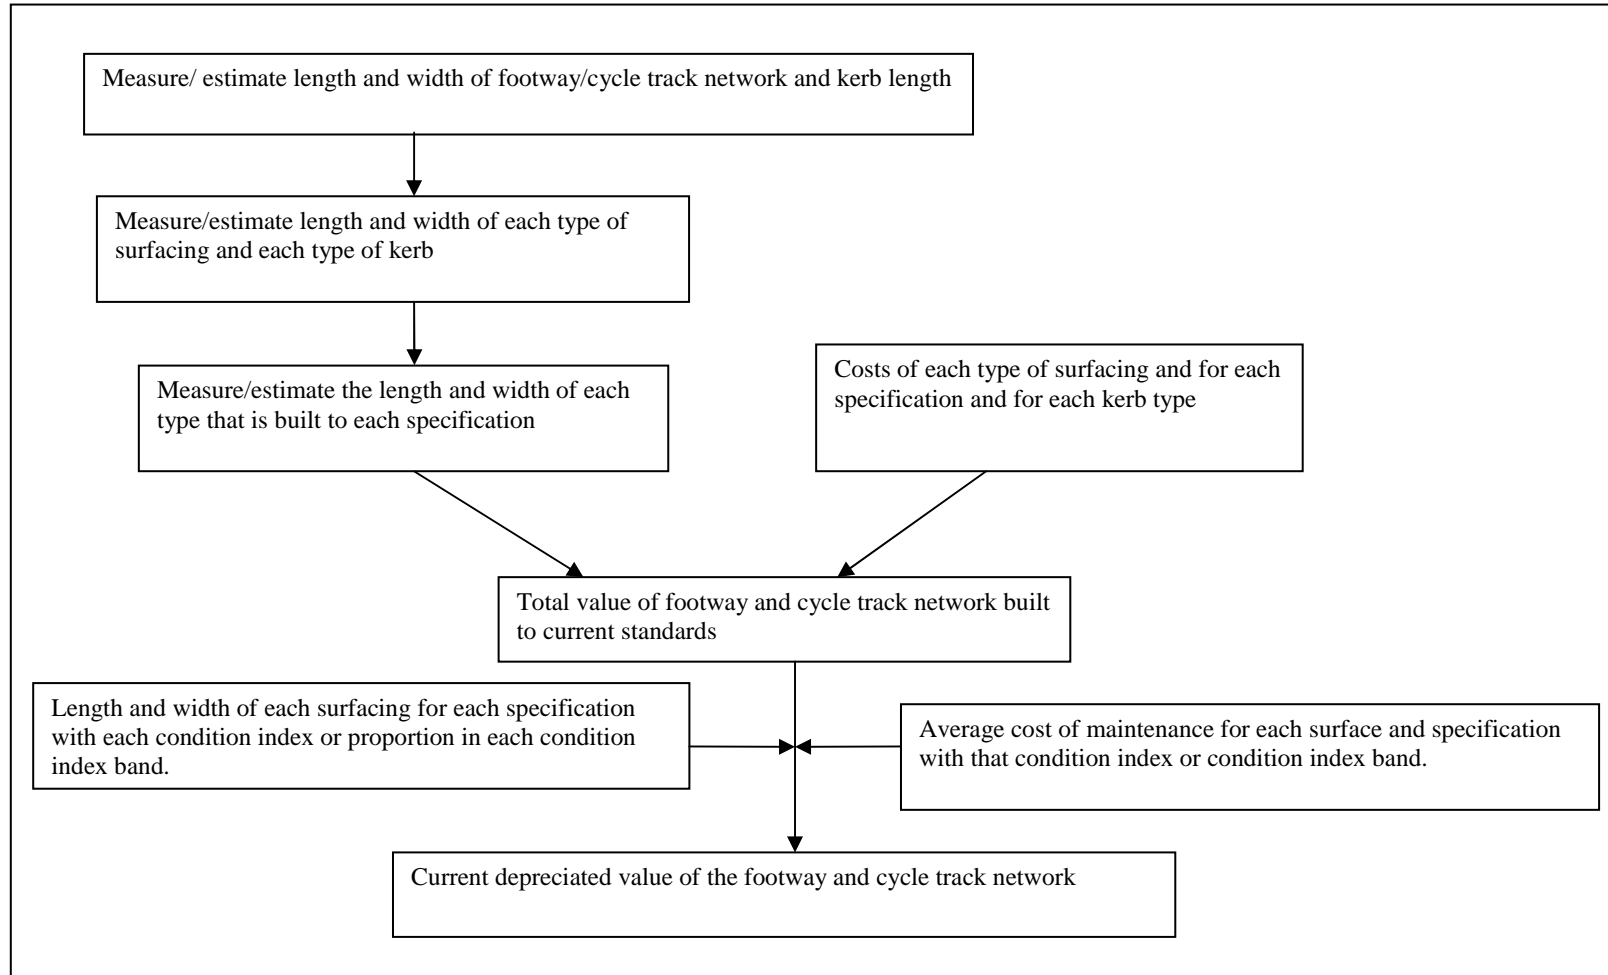 Measure/ estimate length and width of footway/cycle track network and kerb length
Measure/estimate length and width of each type of
surfacing and each type of kerb
Measure/estimate the length and width of each
type that is built to each specification
Costs of each type of surfacing and for each
specification and for each kerb type
Total value of footway and cycle track network built
to current standards
Length and width of each surfacing for each specification
with each condition index or proportion in each condition
index band.
Average cost of maintenance for each surface and specification
with that condition index or condition index band.
Current depreciated value of the footway and cycle track network